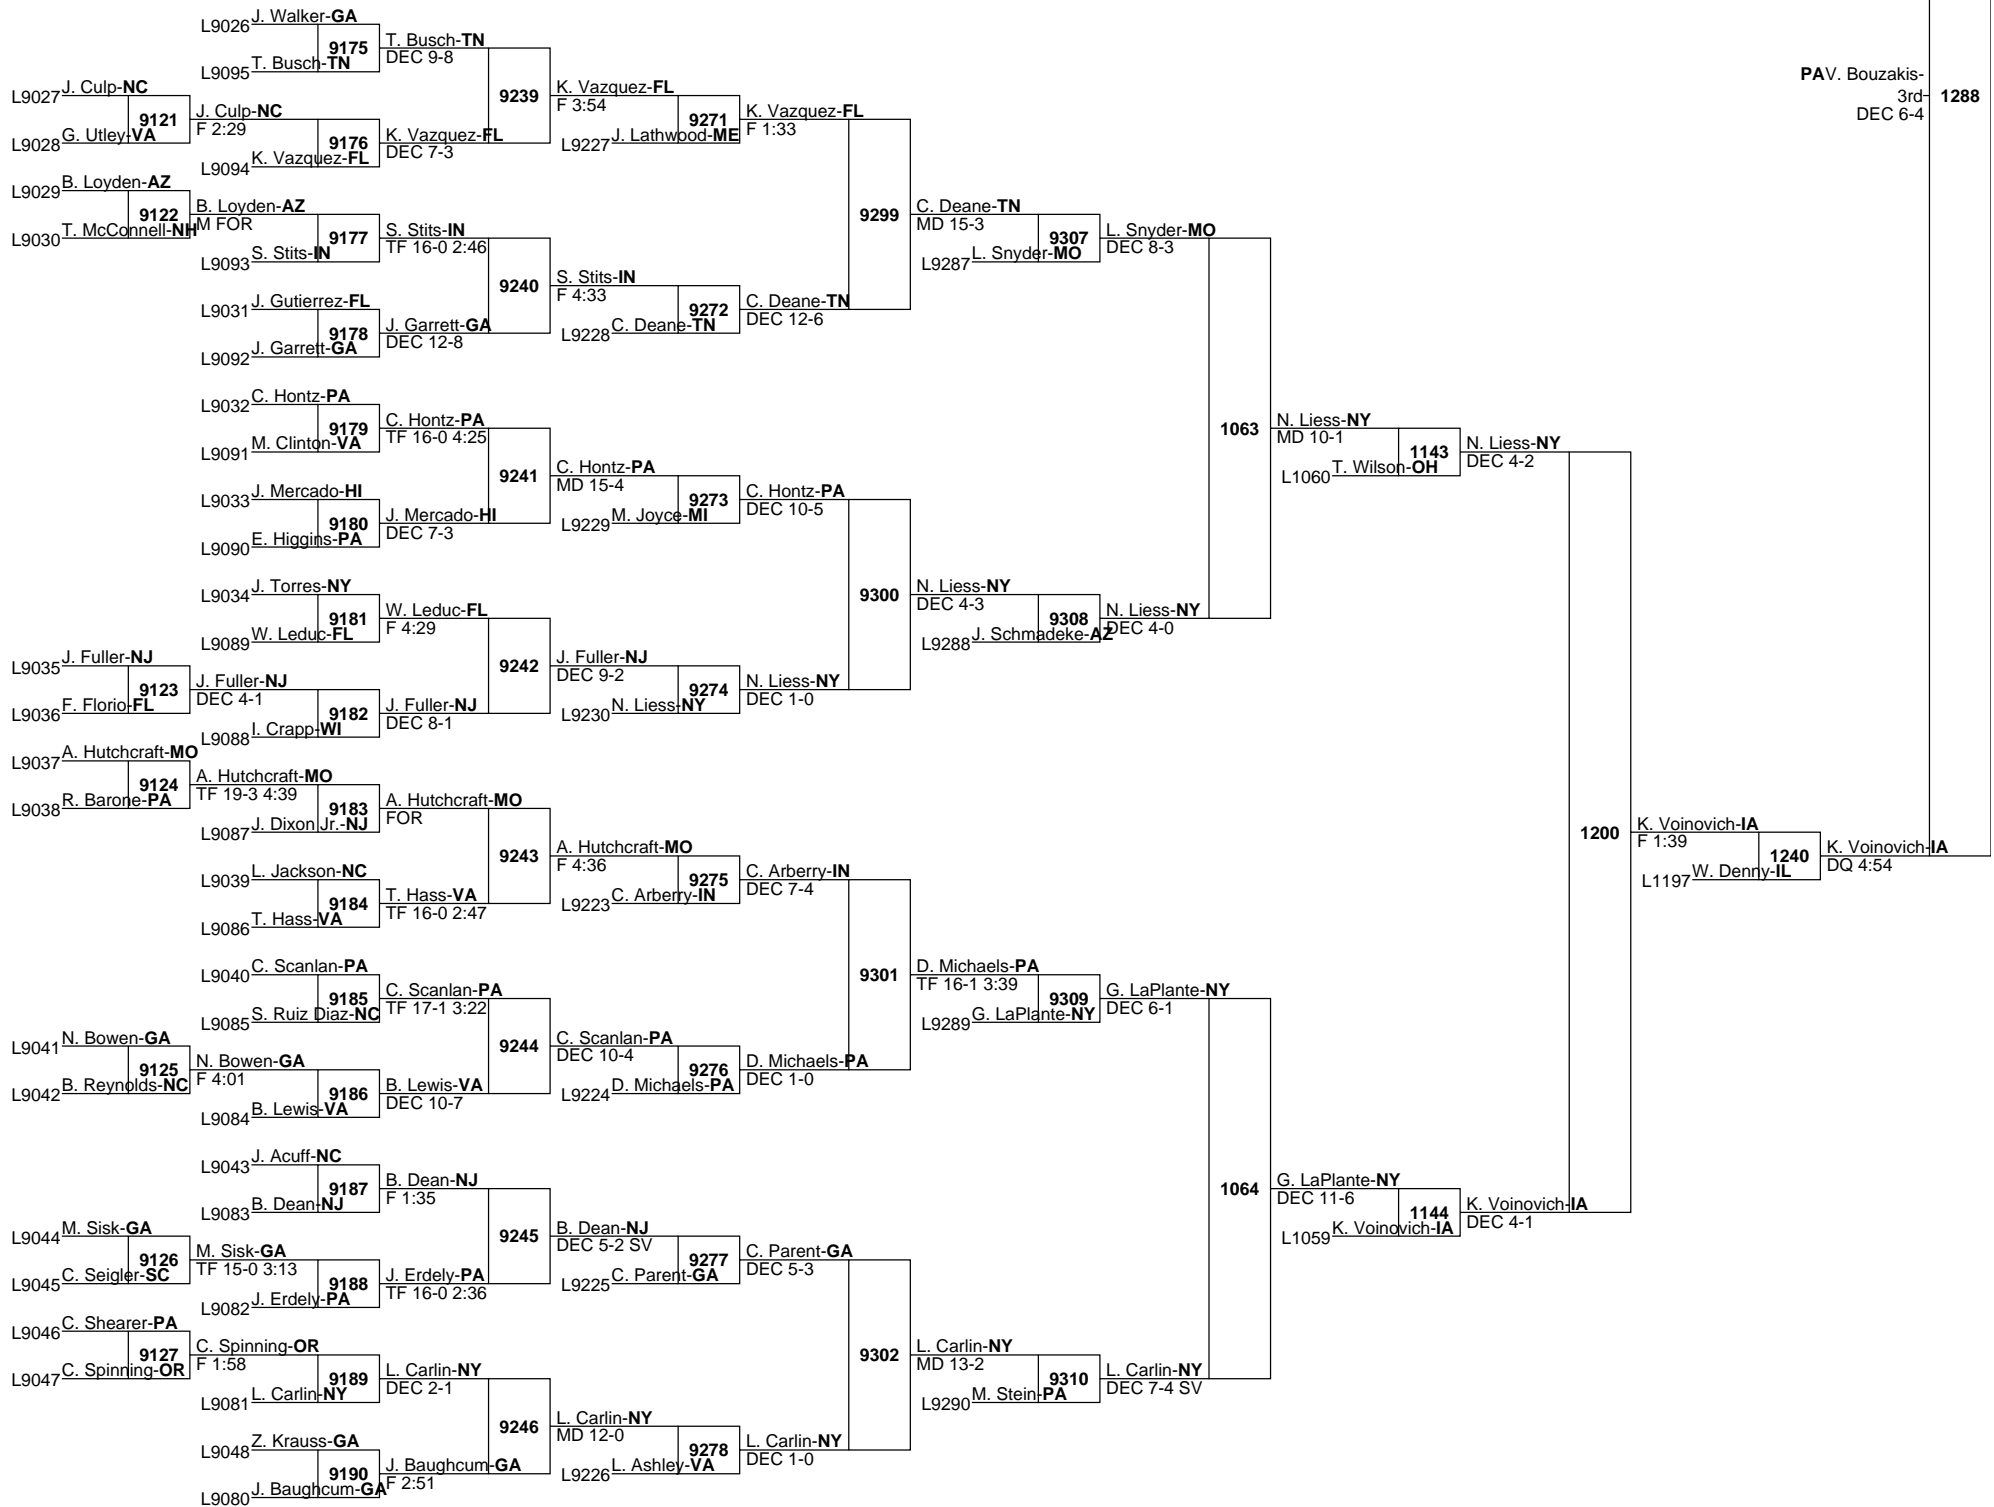 L9026 J. Walker-GA
9175
L9095 T. Busch-TN
T. Busch-TN
DEC 9-8
L9027 J. Culp-NC
9121
L9028 G. Utley-VA
J. Culp-NC
F 2:29
9176
L9094 K. Vazquez-FL
K. Vazquez-FL
DEC 7-3
9239
K. Vazquez-FL
F 3:54
9271
L9227 J. Lathwood-ME
K. Vazquez-FL
F 1:33
L9029 B. Loyden-AZ
9122
L9030 T. McConnell-NH
B. Loyden-AZ
M FOR
9177
L9093 S. Stits-IN
S. Stits-IN
TF 16-0 2:46
L9031 J. Gutierrez-FL
9178
L9092 J. Garrett-GA
J. Garrett-GA
DEC 12-8
9240
S. Stits-IN
F 4:33
9272
L9228 C. Deane-TN
C. Deane-TN
DEC 12-6
9299
C. Deane-TN
MD 15-3
9307
L9287 L. Snyder-MO
L. Snyder-MO
DEC 8-3
L9032 C. Hontz-PA
9179
L9091 M. Clinton-VA
C. Hontz-PA
TF 16-0 4:25
L9033 J. Mercado-HI
9180
L9090 E. Higgins-PA
J. Mercado-HI
DEC 7-3
9241
C. Hontz-PA
MD 15-4
9273
L9229 M. Joyce-MI
C. Hontz-PA
DEC 10-5
L9034 J. Torres-NY
9181
L9089 W. Leduc-FL
W. Leduc-FL
F 4:29
L9035 J. Fuller-NJ
9123
L9036 F. Florio-FL
J. Fuller-NJ
DEC 4-1
9182
L9088 I. Crapp-WI
J. Fuller-NJ
DEC 8-1
9242
J. Fuller-NJ
DEC 9-2
9274
L9230 N. Liess-NY
N. Liess-NY
DEC 1-0
9300
N. Liess-NY
DEC 4-3
9308
L9288 J. Schmadeke-AZ
N. Liess-NY
DEC 4-0
1063
N. Liess-NY
MD 10-1
1143
L1060 T. Wilson-OH
N. Liess-NY
DEC 4-2
L9037 A. Hutchcraft-MO
9124
L9038 R. Barone-PA
A. Hutchcraft-MO
TF 19-3 4:39
9183
L9087 J. Dixon Jr.-NJ
A. Hutchcraft-MO
FOR
L9039 L. Jackson-NC
9184
L9086 T. Hass-VA
T. Hass-VA
TF 16-0 2:47
9243
A. Hutchcraft-MO
F 4:36
9275
L9223 C. Arberry-IN
C. Arberry-IN
DEC 7-4
L9040 C. Scanlan-PA
9185
L9085 S. Ruiz Diaz-NC
C. Scanlan-PA
TF 17-1 3:22
L9041 N. Bowen-GA
9125
L9042 B. Reynolds-NC
N. Bowen-GA
F 4:01
9186
L9084 B. Lewis-VA
B. Lewis-VA
DEC 10-7
9244
C. Scanlan-PA
DEC 10-4
9276
L9224 D. Michaels-PA
D. Michaels-PA
DEC 1-0
9301
D. Michaels-PA
TF 16-1 3:39
9309
L9289 G. LaPlante-NY
G. LaPlante-NY
DEC 6-1
L9043 J. Acuff-NC
9187
L9083 B. Dean-NJ
B. Dean-NJ
F 1:35
L9044 M. Sisk-GA
9126
L9045 C. Seigler-SC
M. Sisk-GA
TF 15-0 3:13
9188
L9082 J. Erdely-PA
J. Erdely-PA
TF 16-0 2:36
9245
B. Dean-NJ
DEC 5-2 SV
9277
L9225 C. Parent-GA
C. Parent-GA
DEC 5-3
L9046 C. Shearer-PA
9127
L9047 C. Spinning-OR
C. Spinning-OR
F 1:58
9189
L9081 L. Carlin-NY
L. Carlin-NY
DEC 2-1
L9048 Z. Krauss-GA
9190
L9080 J. Baughcum-GA
J. Baughcum-GA
F 2:51
9246
L. Carlin-NY
MD 12-0
9278
L9226 L. Ashley-VA
L. Carlin-NY
DEC 1-0
9302
L. Carlin-NY
MD 13-2
9310
L9290 M. Stein-PA
L. Carlin-NY
DEC 7-4 SV
1064
G. LaPlante-NY
DEC 11-6
1144
L1059 K. Voinovich-IA
K. Voinovich-IA
DEC 4-1
1200
K. Voinovich-IA
F 1:39
1240
L1197 W. Denny-IL
K. Voinovich-IA
DQ 4:54
PAV. Bouzakis-
3rd
DEC 6-4
1288